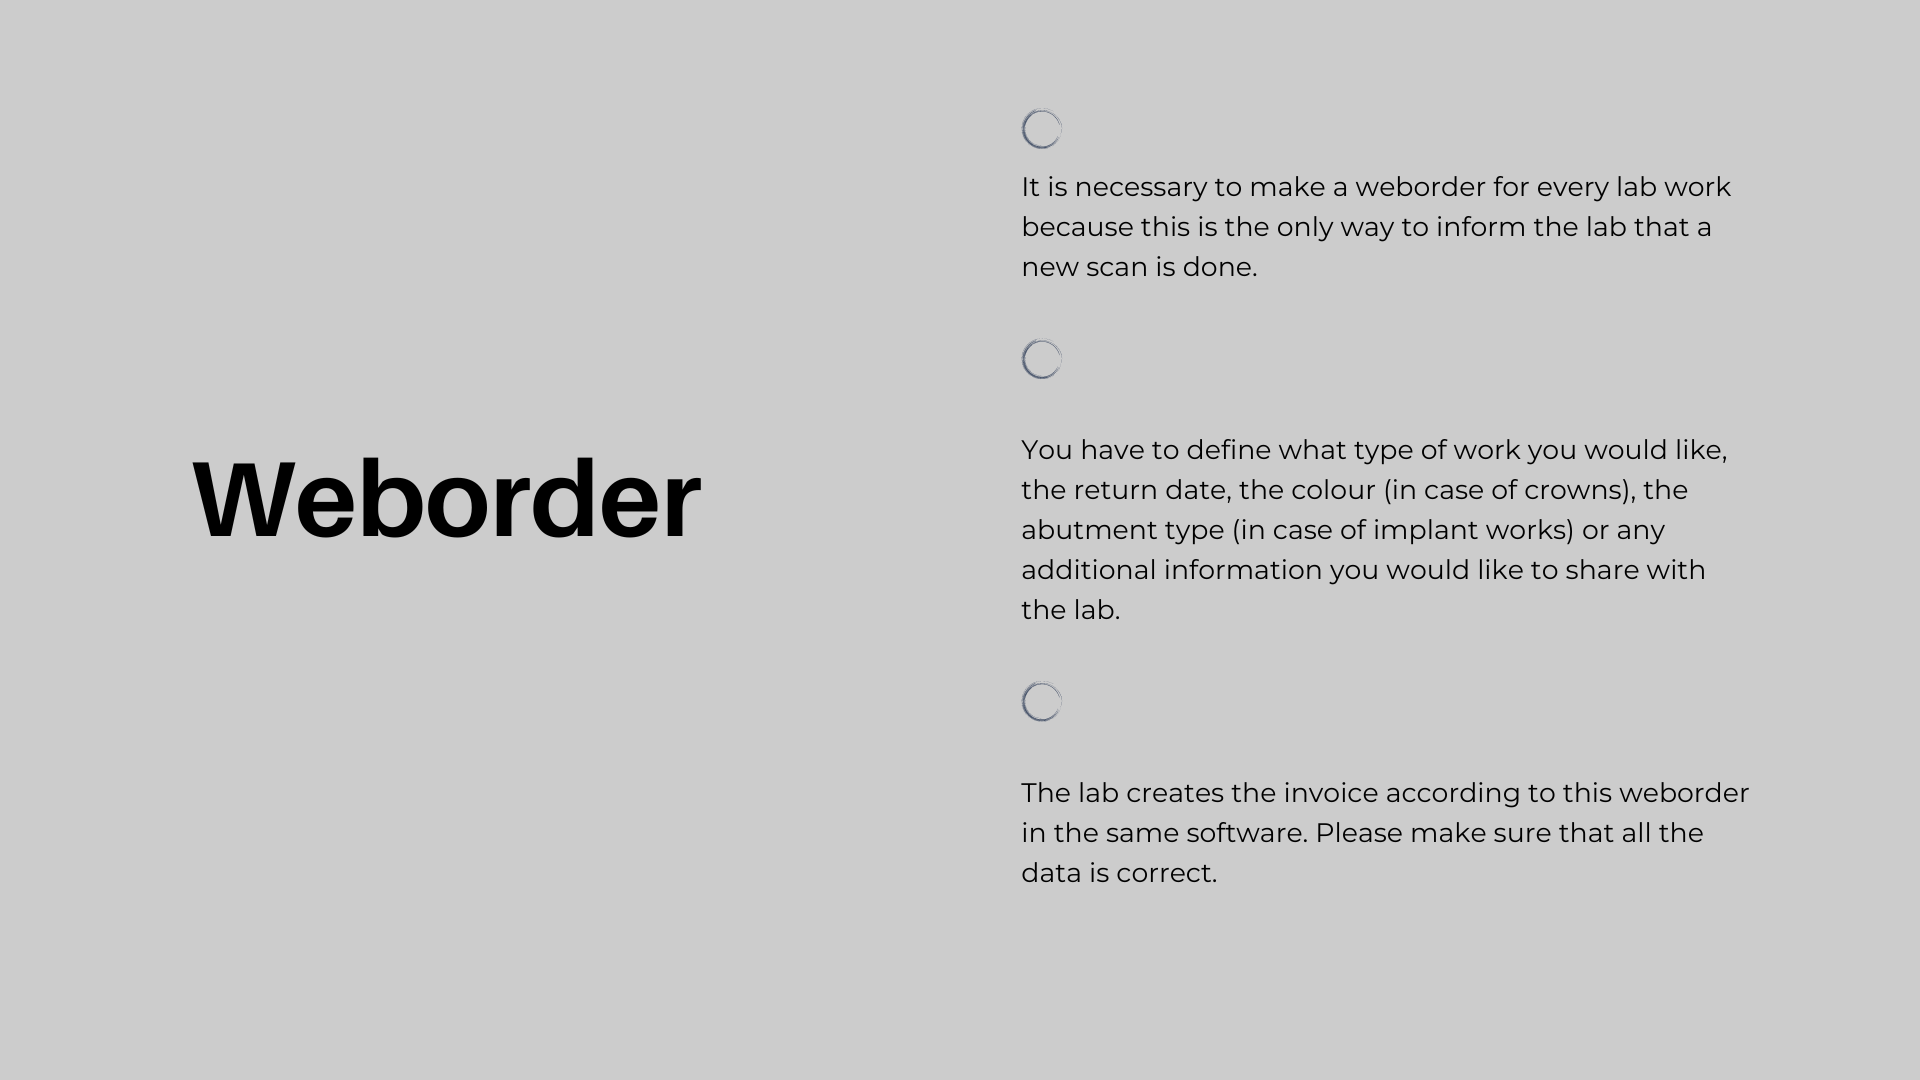 Weborder
It is necessary to make a weborder for every lab work
because this is the only way to inform the lab that a
new scan is done.
You have to define what type of work you would like,
the return date, the colour (in case of crowns), the
abutment type (in case of implant works) or any
additional information you would like to share with
the lab.
The lab creates the invoice according to this weborder
in the same software. Please make sure that all the
data is correct.